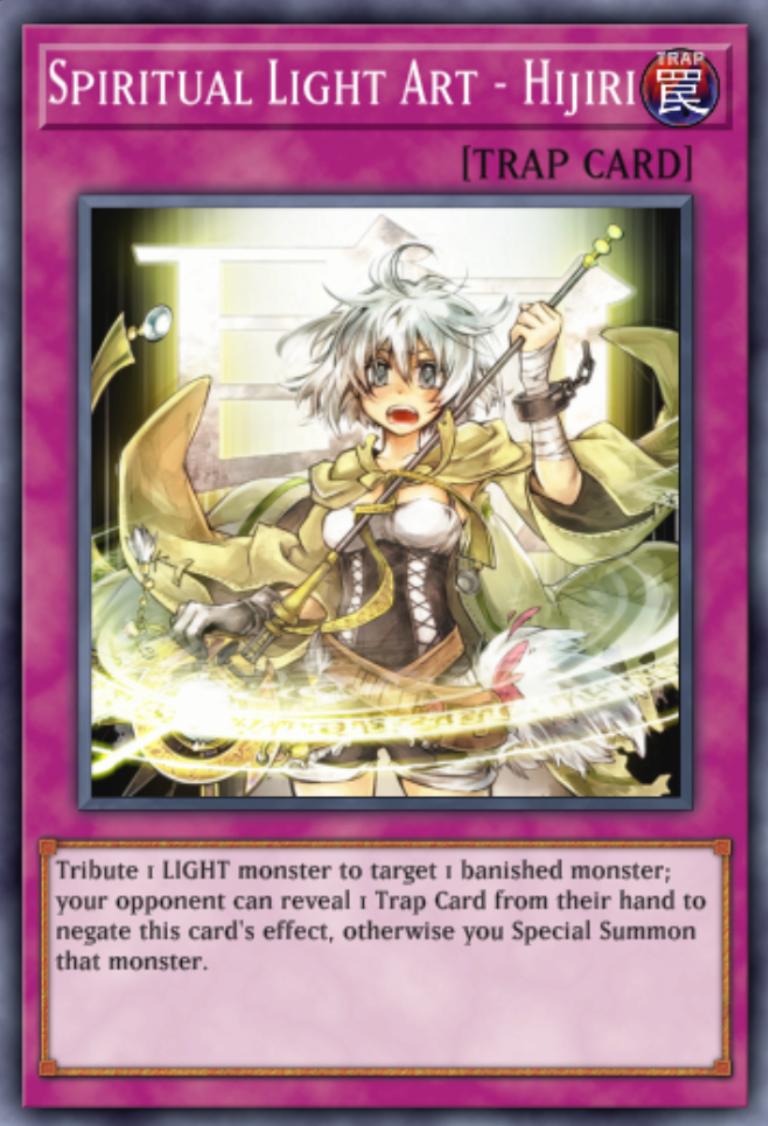 Spiritual Light Art - Hijiri
TRAP
罠
[TRAP CARD]
Tribute 1 LIGHT monster to target 1 banished monster;
your opponent can reveal 1 Trap Card from their hand to
negate this card's effect, otherwise you Special Summon
that monster.